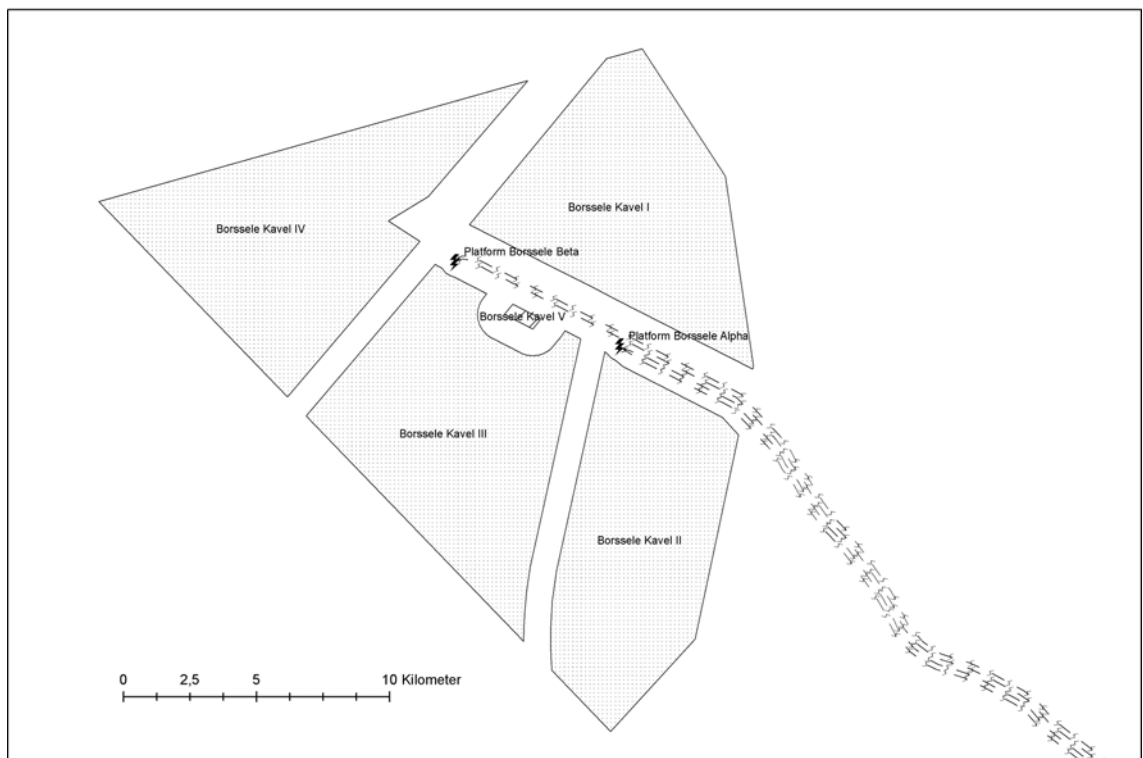 Borssele Kavel I
Borssele Kavel IV
Platform Borssele Beta
Borssele Kavel V
Platform Borssele Alpha
Borssele Kavel III
Borssele Kavel II
0 2,5 5 10 Kilometer